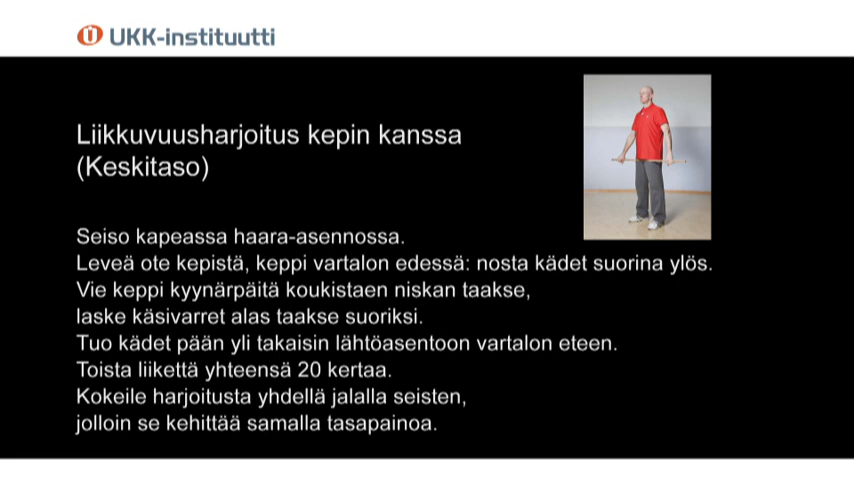 UKK-instituutti
Liikkuvuusharjoitus kepin kanssa
(Keskitaso)
Seiso kapeassa haara-asennossa.
Leveä ote kepistä, keppi vartalon edessä: nosta kädet suorina ylös.
Vie keppi kyynärpäitä koukistaen niskan taakse,
laske käsivarret alas taakse suoriksi.
Tuo kädet pään yli takaisin lähtöasentoon vartalon eteen.
Toista liikettä yhteensä 20 kertaa.
Kokeile harjoitusta yhdellä jalalla seisten,
jolloin se kehittää samalla tasapainoa.